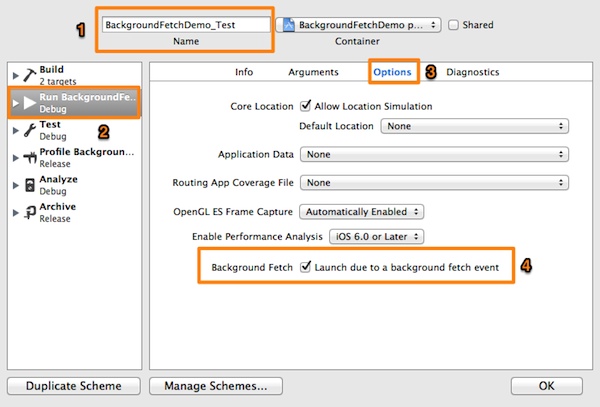 1
BackgroundFetchDemo_Test
BackgroundFetchDemo p...
Shared
Name
Container
Build
2 targets
Run BackgroundFe...
Debug
2
Test
Debug
Profile Backgroun...
Release
Analyze
Debug
Archive
Release
Info
Arguments
Options
3
Diagnostics
Core Location
Allow Location Simulation
Default Location
None
Application Data
None
Routing App Coverage File
None
OpenGL ES Frame Capture
Automatically Enabled
Enable Performance Analysis
iOS 6.0 or Later
Background Fetch
Launch due to a background fetch event
4
Duplicate Scheme
Manage Schemes...
OK